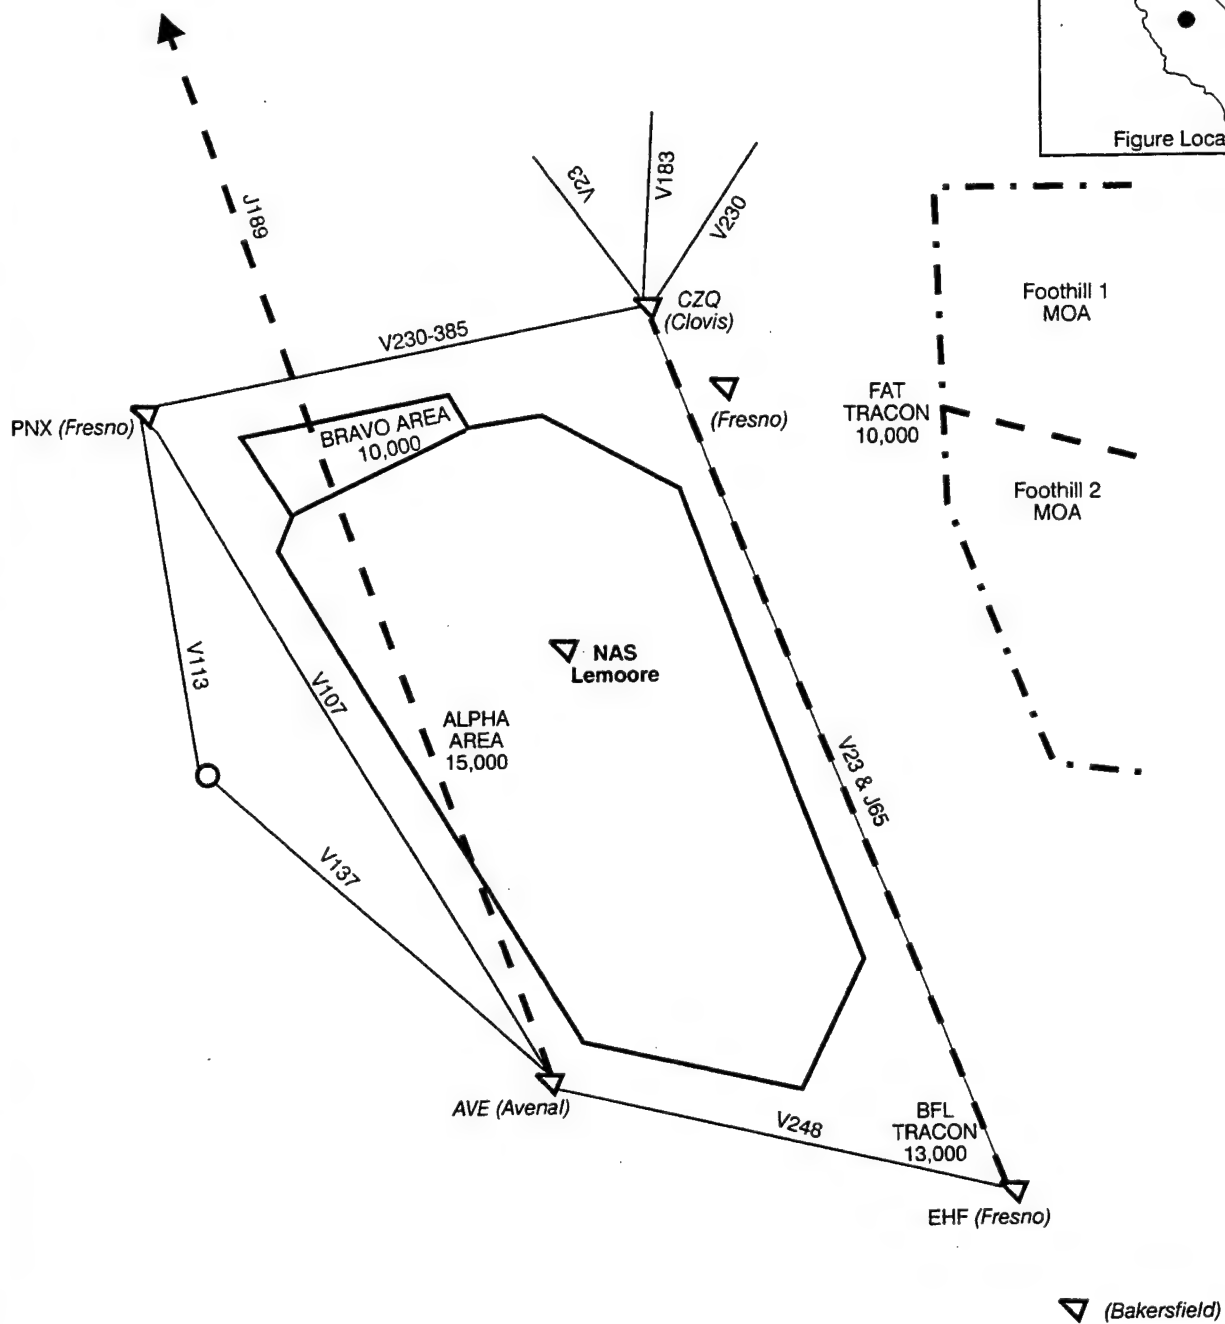 Figure Loca
V23
V183
V230
J189
CZQ
(Clovis)
Foothill 1
MOA
V230-385
FAT
TRACON
10,000
(Fresno)
PNX (Fresno)
BRAVO AREA
10,000
Foothill 2
MOA
NAS
Lemoore
V113
V107
ALPHA
AREA
15,000
V23 & J65
V137
AVE (Avenal)
V248
BFL
TRACON
13,000
EHF (Fresno)
(Bakersfield)